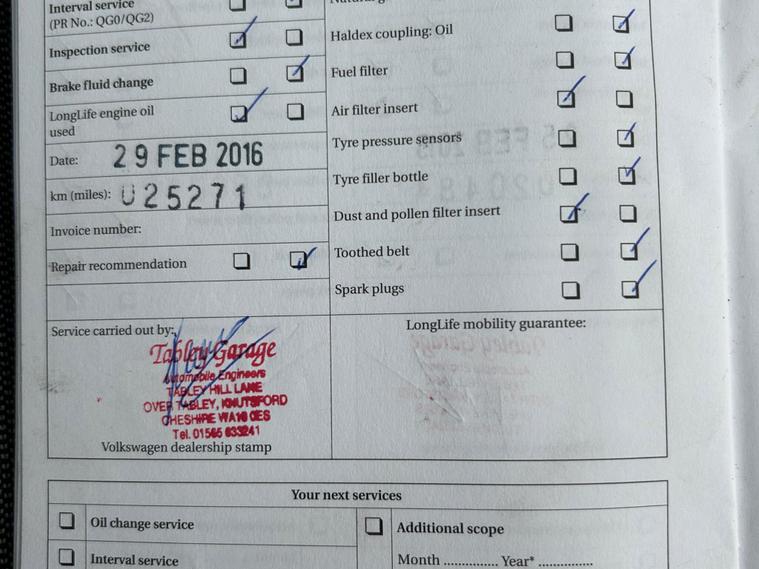 Interval service
(PR No.: QG0/QG2)
Inspection service
Brake fluid change
LongLife engine oil
used
Date: 29 FEB 2016
km (miles): 025271
Invoice number:
Repair recommendation
Haldex coupling: Oil
Fuel filter
Air filter insert
Tyre pressure sensors
Tyre filler bottle
Dust and pollen filter insert
Toothed belt
Spark plugs
Service carried out by:
Tabley Garage
Automobile Engineers
TABLEY HILL LANE
OVER TABLEY, KNUTSFORD
CHESHIRE WA16 0ES
Tel. 01565 633241
Volkswagen dealership stamp
LongLife mobility guarantee:
Your next services
Oil change service
Interval service
Additional scope
Month .............. Year* ..............